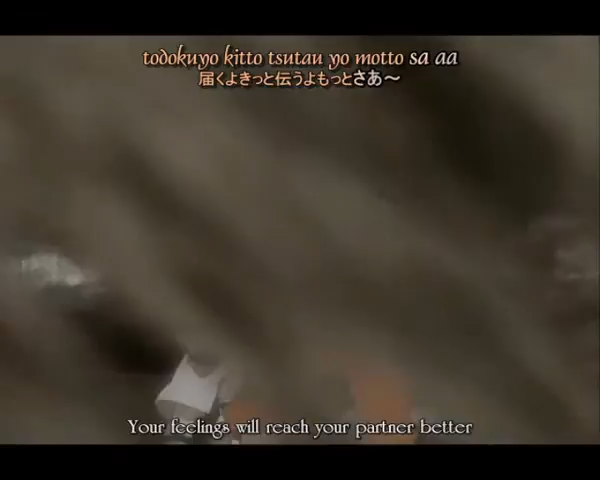 todokuyo kitto tsutau yo motto sa aa
届くよきっと伝うよもっとさあ～
Your feelings will reach your partner better